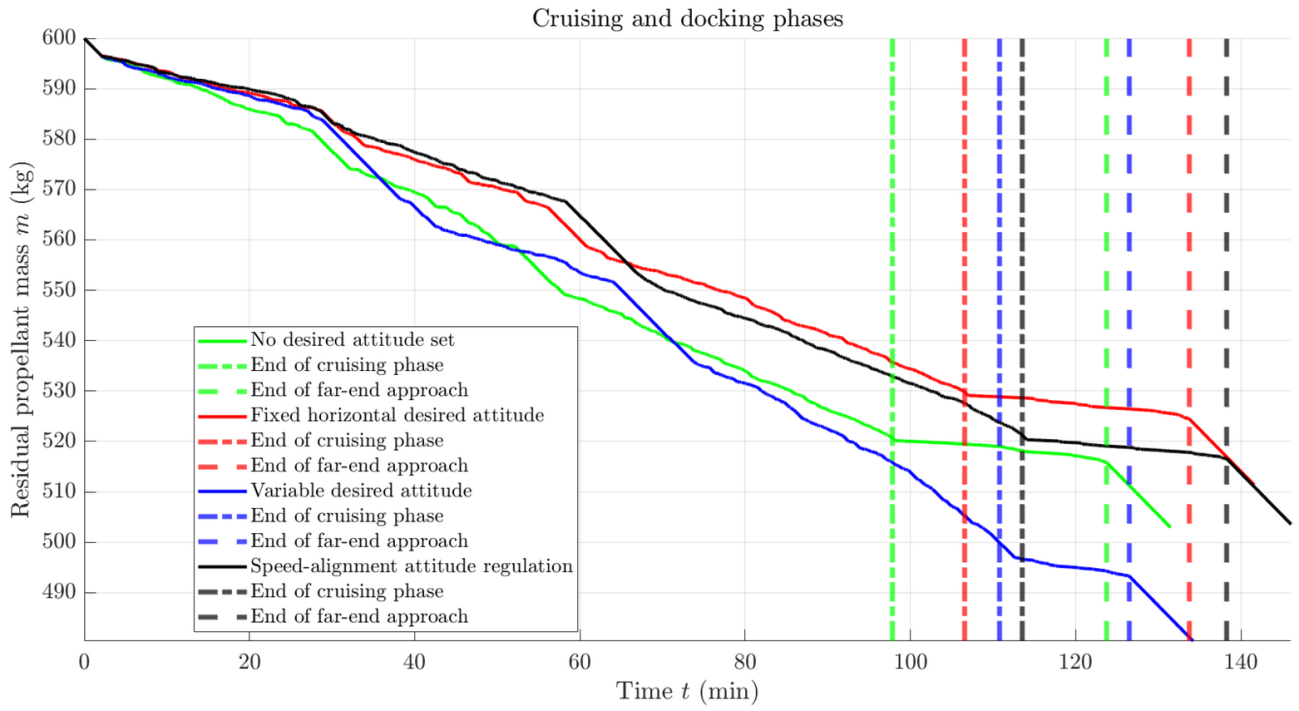 Cruising and docking phases
Residual propellant mass m (kg)
600
590
580
570
560
550
540
530
520
510
500
490
No desired attitude set
End of cruising phase
End of far-end approach
Fixed horizontal desired attitude
End of cruising phase
End of far-end approach
Variable desired attitude
End of cruising phase
End of far-end approach
Speed-alignment attitude regulation
End of cruising phase
End of far-end approach
0 20 40 60 80 100 120 140
Time t (min)